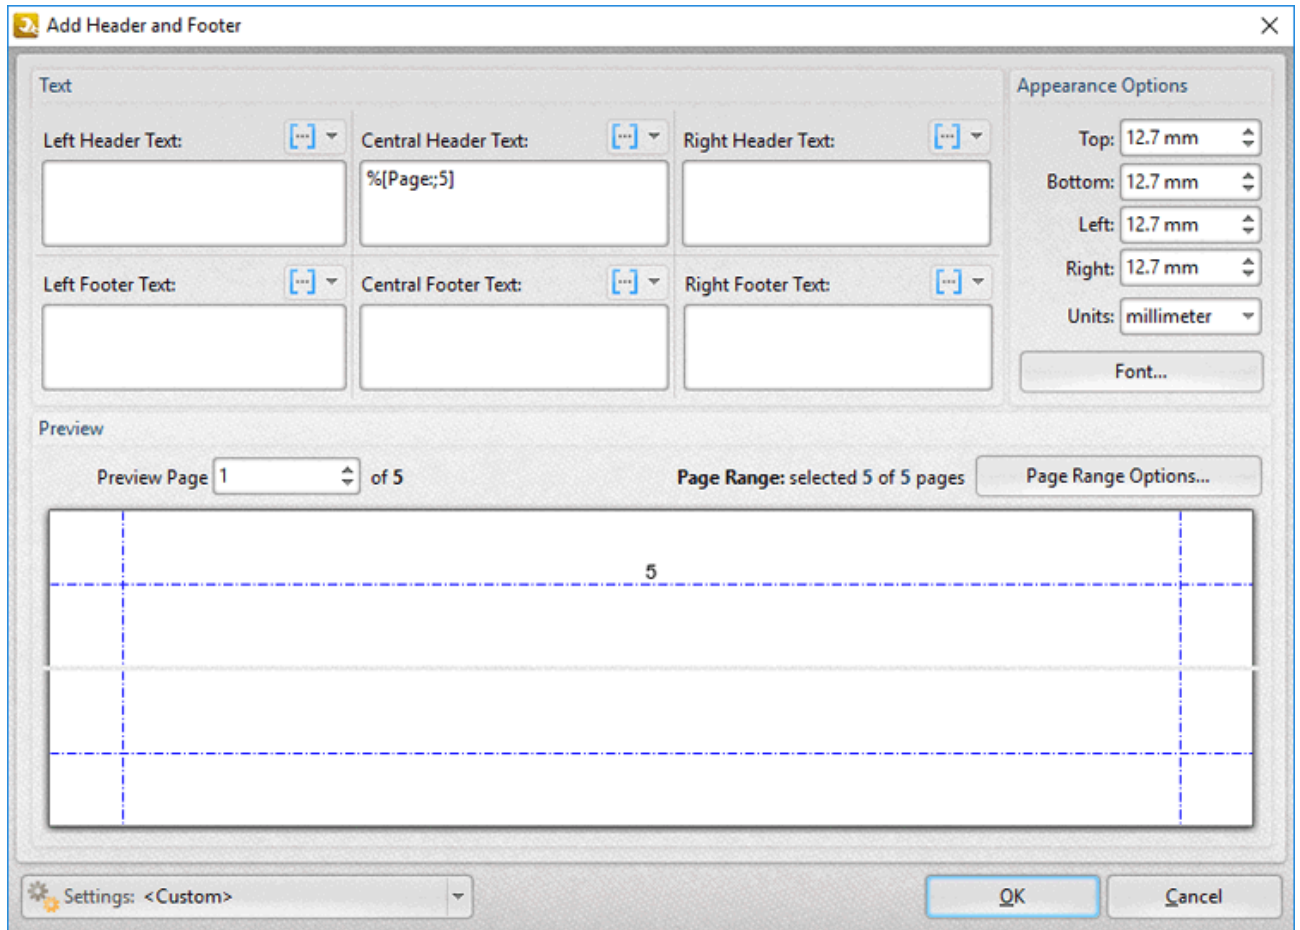 Add Header and Footer
Text
Appearance Options
Left Header Text:
Central Header Text:
Right Header Text:
Top: 12.7 mm
%[Page:;5]
Bottom: 12.7 mm
Left: 12.7 mm
Left Footer Text:
Central Footer Text:
Right Footer Text:
Right: 12.7 mm
Units: millimeter
Font...
Preview
Preview Page 1 of 5
Page Range: selected 5 of 5 pages
Page Range Options...
5
Settings: <Custom>
OK
Cancel